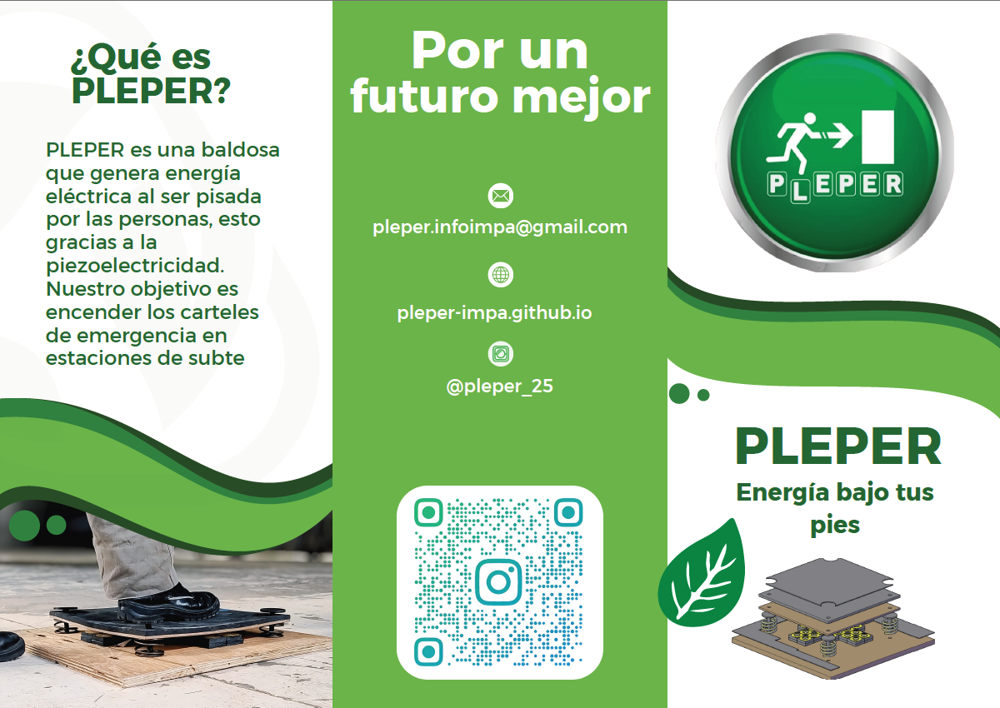 ¿Qué es
PLEPER?
PLEPER es una baldosa
que genera energía
eléctrica al ser pisada
por las personas, esto
gracias a la
piezoelectricidad.
Nuestro objetivo es
encender los carteles
de emergencia en
estaciones de subte
Por un
futuro mejor
pleper.infoimpa@gmail.com
pleper-impa.github.io
@pleper_25
PLEPER
PLEPER
Energía bajo tus
pies